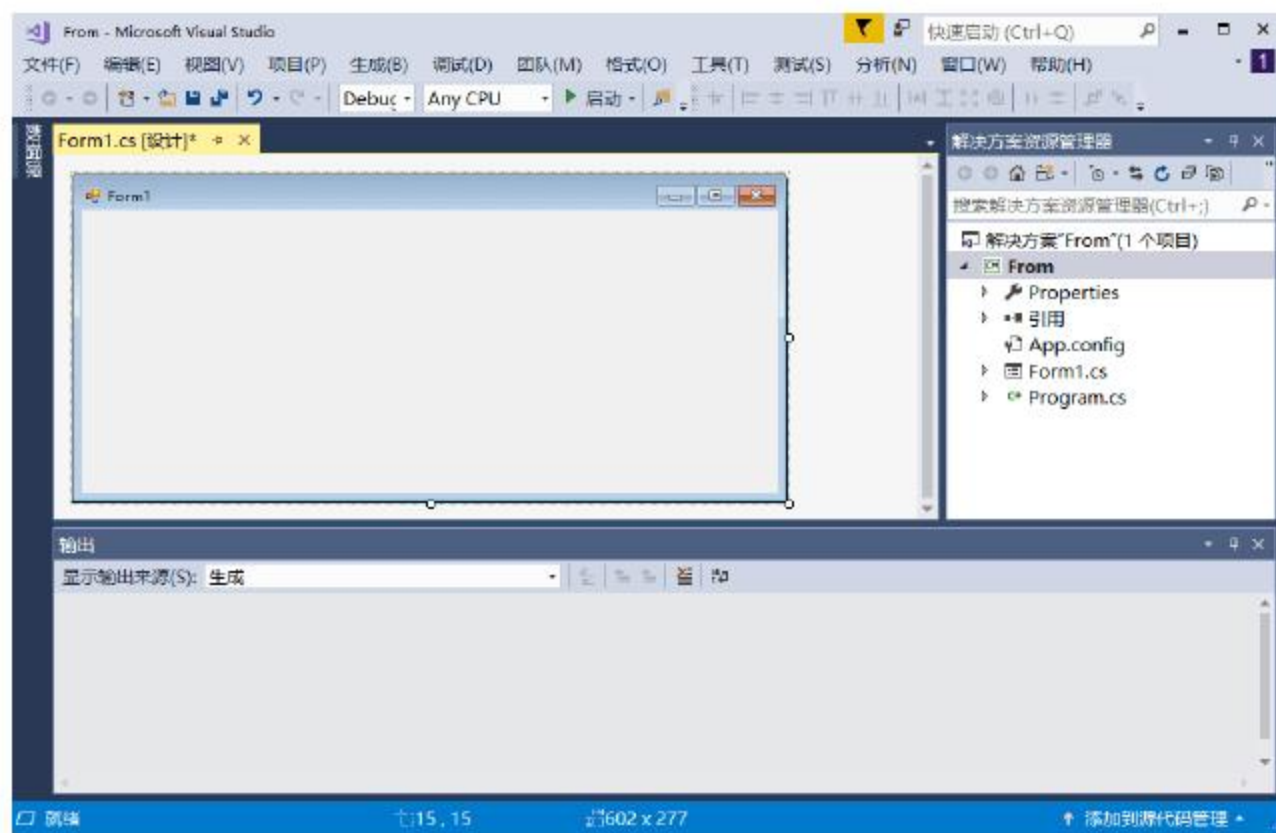 From - Microsoft Visual Studio
快速启动 (Ctrl+Q)
文件(F) 编辑(E) 视图(V) 项目(P) 生成(B) 调试(D) 团队(M) 格式(O) 工具(T) 测试(S) 分析(N) 窗口(W) 帮助(H)
1
Debug Any CPU 启动
数据源
Form1.cs [设计]*
Form1
解决方案资源管理器
搜索解决方案资源管理器(Ctrl+;)
解决方案"From"(1 个项目)
From
Properties
引用
App.config
Form1.cs
Program.cs
输出
显示输出来源(S): 生成
就绪 15 , 15 602 x 277 添加到源代码管理